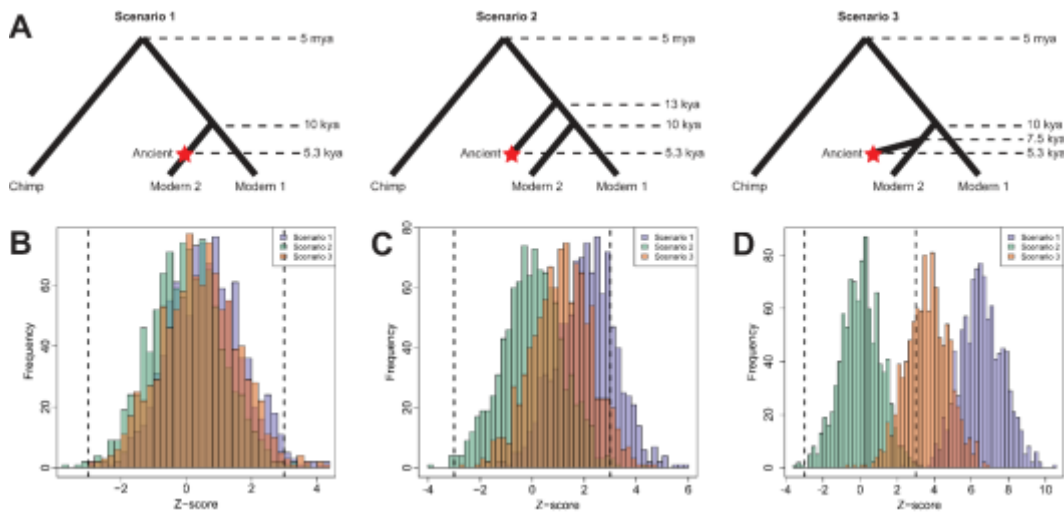 A
Scenario 1
5 mya
10 kya
Ancient
5.3 kya
Chimp
Modern 2
Modern 1
Scenario 2
5 mya
13 kya
10 kya
Ancient
5.3 kya
Chimp
Modern 2
Modern 1
Scenario 3
5 mya
10 kya
7.5 kya
Ancient
5.3 kya
Chimp
Modern 2
Modern 1
B
Scenario 1
Scenario 2
Scenario 3
Frequency
0 20 40 60
−2 0 2 4
Z−score
C
Scenario 1
Scenario 2
Scenario 3
Frequency
0 20 40 60 80
−4 −2 0 2 4 6
Z−score
D
Scenario 1
Scenario 2
Scenario 3
Frequency
0 20 40 60 80
−4 −2 0 2 4 6 8 10
Z−score